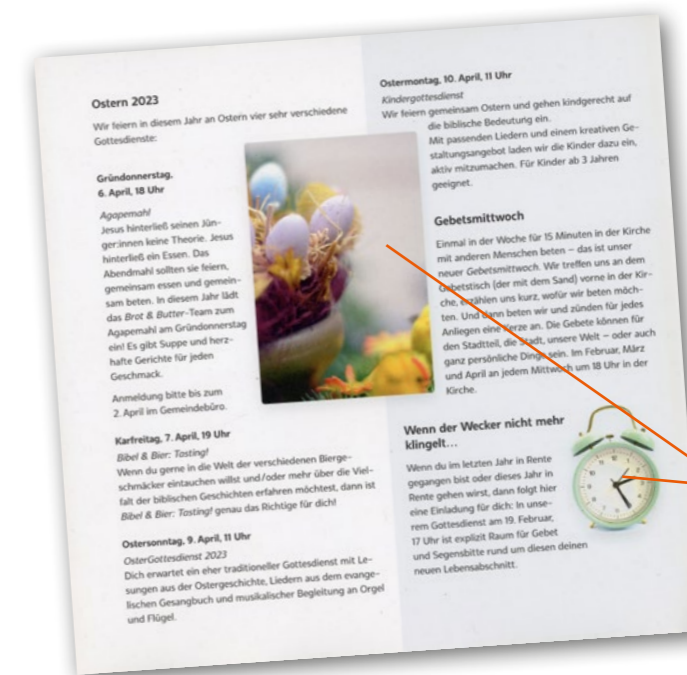 Ostern 2023
Wir feiern in diesem Jahr an Ostern vier sehr verschiedene
Gottesdienste:
Gründonnerstag,
6. April, 18 Uhr
Agapemahl
Jesus hinterließ seinen Jün-
ger:innen keine Theorie. Jesus
hinterließ ein Essen. Das
Abendmahl sollten sie feiern,
gemeinsam essen und gemein-
sam beten. In diesem Jahr lädt
das Brot & Butter-Team zum
Agapemahl am Gründonnerstag
ein! Es gibt Suppe und herz-
hafte Gerichte für jeden
Geschmack.
Anmeldung bitte bis zum
2. April im Gemeindebüro.
Karfreitag, 7. April, 19 Uhr
Bibel & Bier: Tasting!
Wenn du gerne in die Welt der verschiedenen Bierge-
schmäcker eintauchen willst und/oder mehr über die Viel-
falt der biblischen Geschichten erfahren möchtest, dann ist
Bibel & Bier: Tasting! genau das Richtige für dich!
Ostersonntag, 9. April, 11 Uhr
OsterGottesdienst 2023
Dich erwartet ein eher traditioneller Gottesdienst mit Le-
sungen aus der Ostergeschichte, Liedern aus dem evange-
lischen Gesangbuch und musikalischer Begleitung an Orgel
und Flügel.
Ostermontag, 10. April, 11 Uhr
Kindergottesdienst
Wir feiern gemeinsam Ostern und gehen kindgerecht auf
die biblische Bedeutung ein.
Mit passenden Liedern und einem kreativen Ge-
staltungsangebot laden wir die Kinder dazu ein,
aktiv mitzumachen. Für Kinder ab 3 Jahren
geeignet.
Gebetsmittwoch
Einmal in der Woche für 15 Minuten in der Kirche
mit anderen Menschen beten – das ist unser
neuer Gebetsmittwoch. Wir treffen uns an dem
Gebetstisch (der mit dem Sand) vorne in der Kir-
che, erzählen uns kurz, wofür wir beten möch-
ten. Und dann beten wir und zünden für jedes
Anliegen eine Kerze an. Die Gebete können für
den Stadtteil, die Stadt, unsere Welt – oder auch
ganz persönliche Dinge sein. Im Februar, März
und April an jedem Mittwoch um 18 Uhr in der
Kirche.
Wenn der Wecker nicht mehr
klingelt…
Wenn du im letzten Jahr in Rente
gegangen bist oder dieses Jahr in
Rente gehen wirst, dann folgt hier
eine Einladung für dich: In unse-
rem Gottesdienst am 19. Februar,
17 Uhr ist explizit Raum für Gebet
und Segensbitte rund um diesen deinen
neuen Lebensabschnitt.